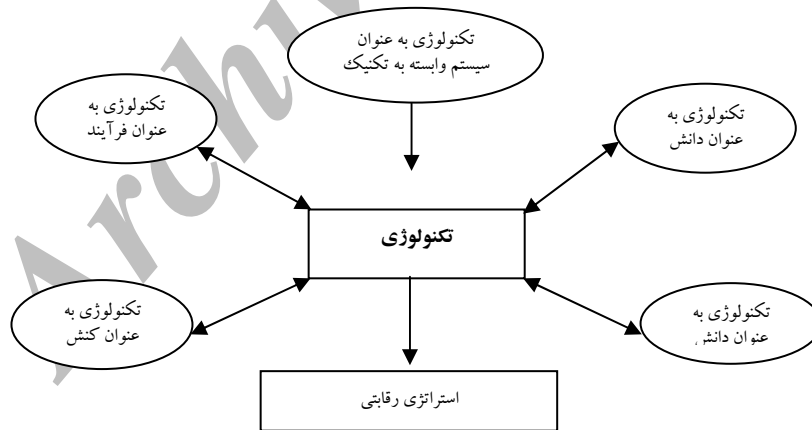 تکنولوژی به عنوان
سیستم وابسته به تکنیک
تکنولوژی به
عنوان دانش
تکنولوژی به
عنوان فرآیند
تکنولوژی
تکنولوژی به
عنوان دانش
تکنولوژی به
عنوان کنش
استراتژی رقابتی
Archiv